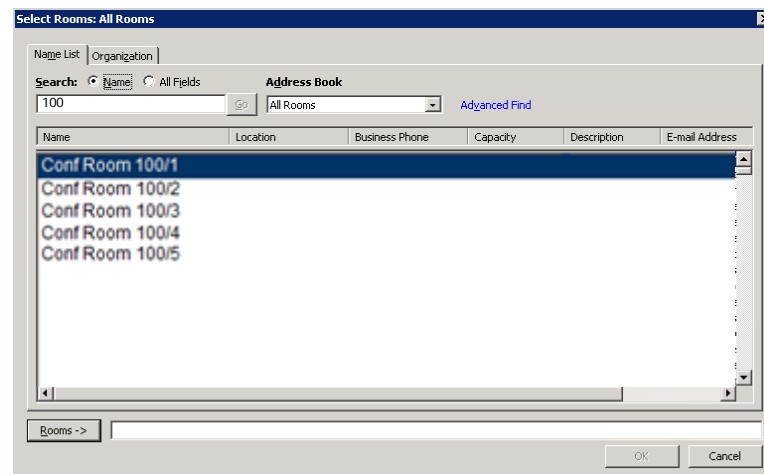 Select Rooms: All Rooms
Name List Organization
Search: Name All Fields Address Book
100 Go All Rooms Advanced Find
Name Location Business Phone Capacity Description E-mail Address
Conf Room 100/1
Conf Room 100/2
Conf Room 100/3
Conf Room 100/4
Conf Room 100/5
Rooms ->
OK Cancel